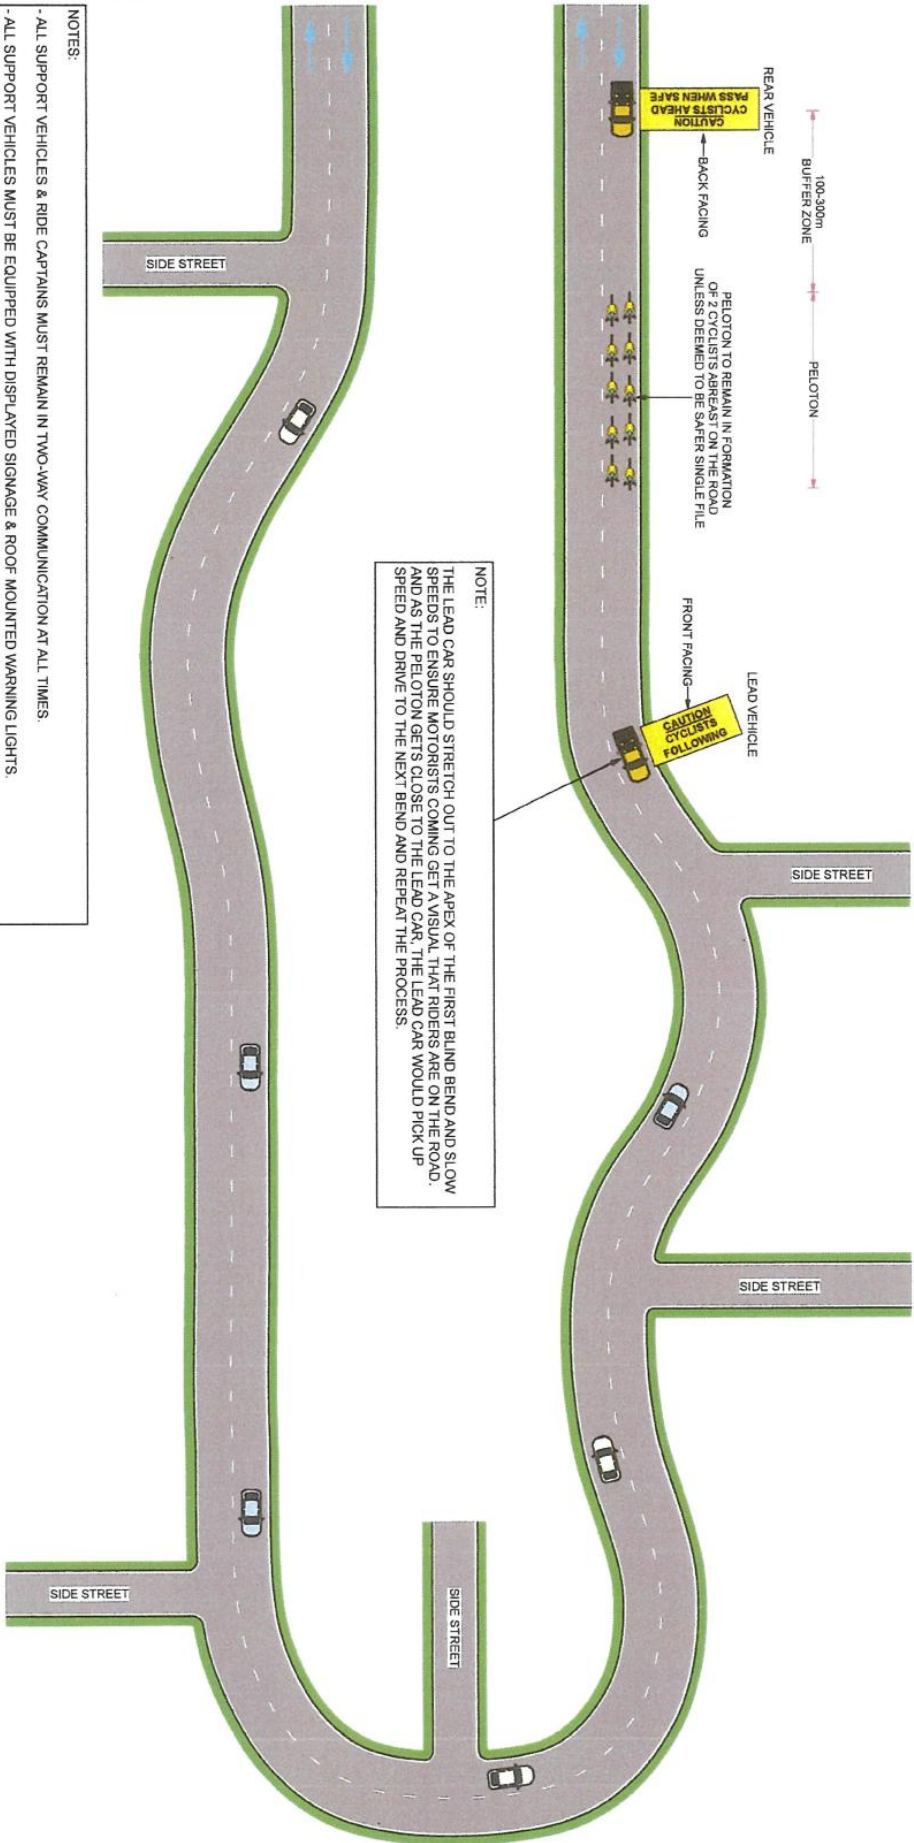 100-300m
BUFFER ZONE
PELOTON
REAR VEHICLE
CAUTION
CYCLISTS AHEAD
PASS WHEN SAFE
BACK FACING
PELOTON TO REMAIN IN FORMATION
OF 2 CYCLISTS ABREAST ON THE ROAD
UNLESS DEEMED TO BE SAFER SINGLE FILE
LEAD VEHICLE
FRONT FACING
CAUTION
CYCLISTS
FOLLOWING
SIDE STREET
SIDE STREET
NOTE:
THE LEAD CAR SHOULD STRETCH OUT TO THE APEX OF THE FIRST BLIND BEND AND SLOW
SPEEDS TO ENSURE MOTORISTS COMING GET A VISUAL THAT RIDERS ARE ON THE ROAD.
AND AS THE PELOTON GETS CLOSE TO THE LEAD CAR, THE LEAD CAR WOULD PICK UP
SPEED AND DRIVE TO THE NEXT BEND AND REPEAT THE PROCESS.
SIDE STREET
SIDE STREET
SIDE STREET
NOTES:
- ALL SUPPORT VEHICLES & RIDE CAPTAINS MUST REMAIN IN TWO-WAY COMMUNICATION AT ALL TIMES.
- ALL SUPPORT VEHICLES MUST BE EQUIPPED WITH DISPLAYED SIGNAGE & ROOF MOUNTED WARNING LIGHTS.